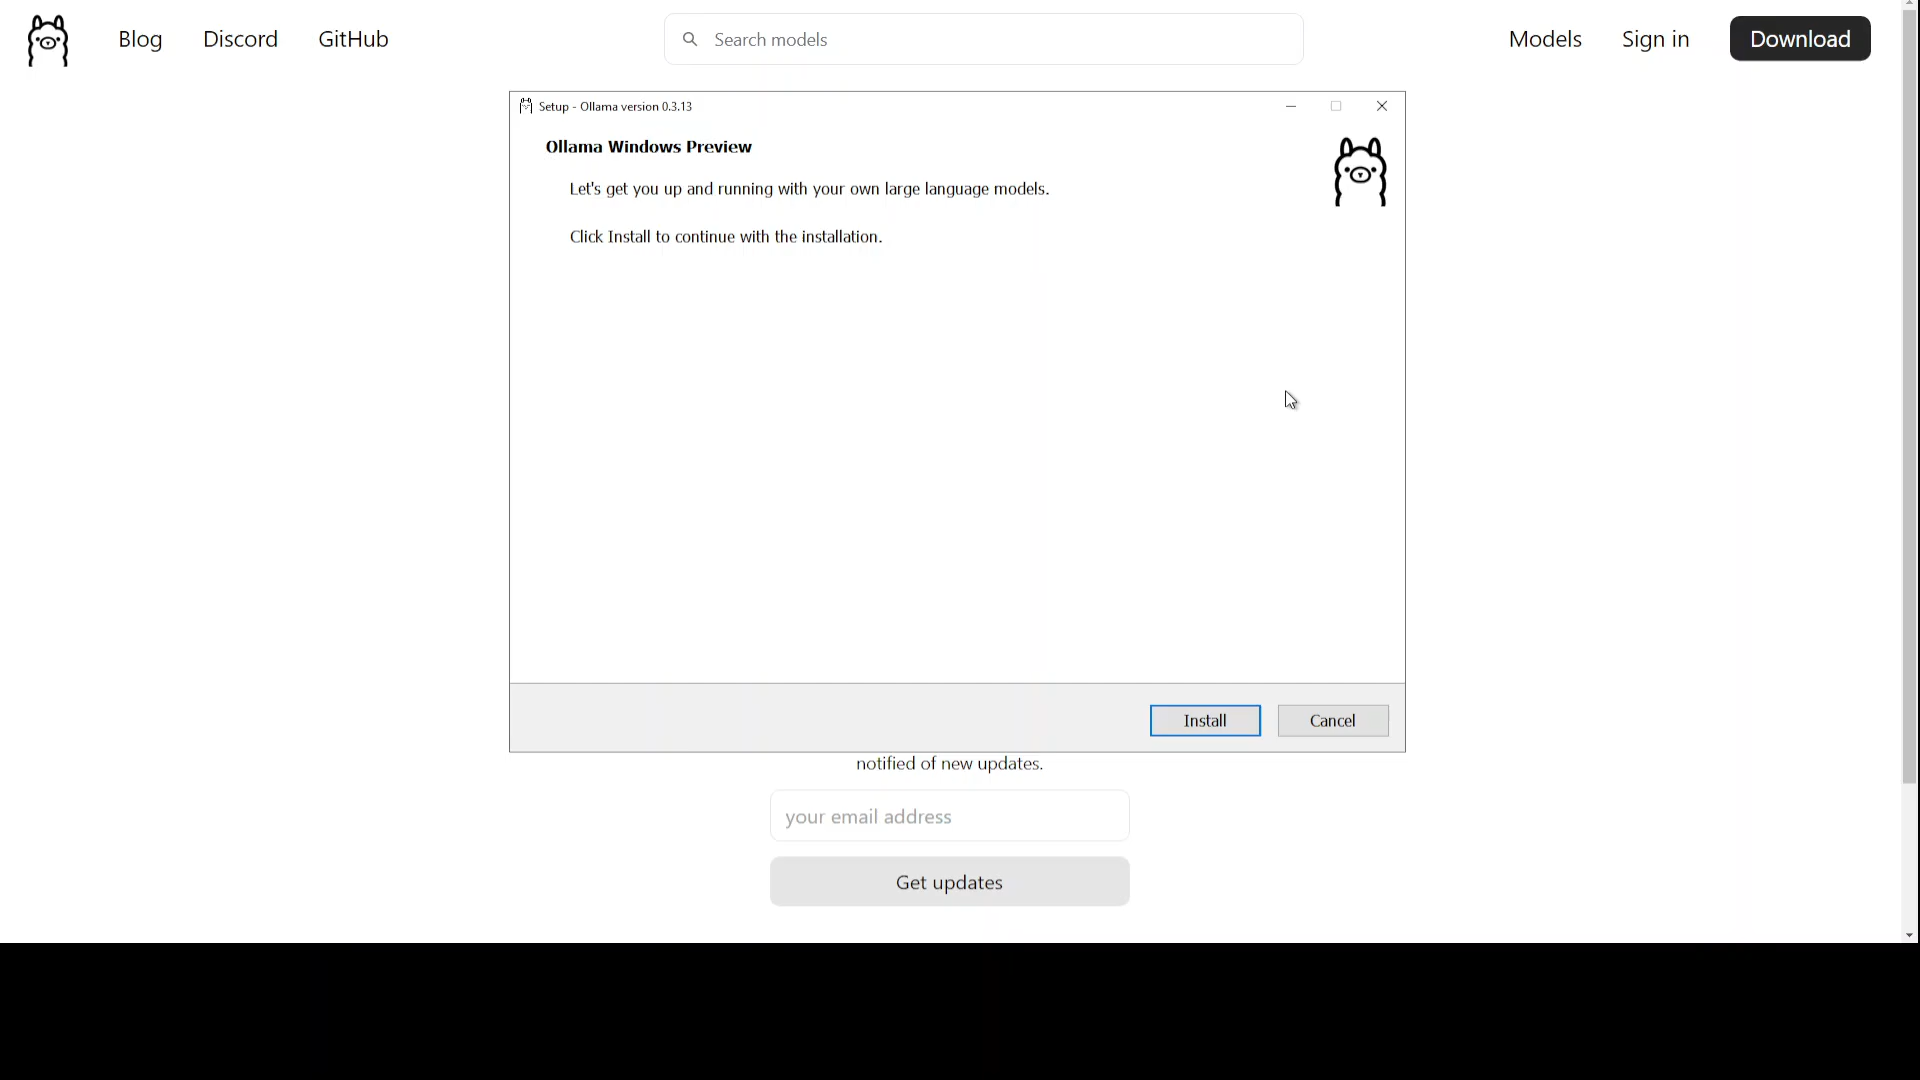 Blog
Discord
GitHub
Search models
Models
Sign in
Download
Setup - Ollama version 0.3.13
Ollama Windows Preview
Let's get you up and running with your own large language models.
Click Install to continue with the installation.
Install
Cancel
notified of new updates.
your email address
Get updates